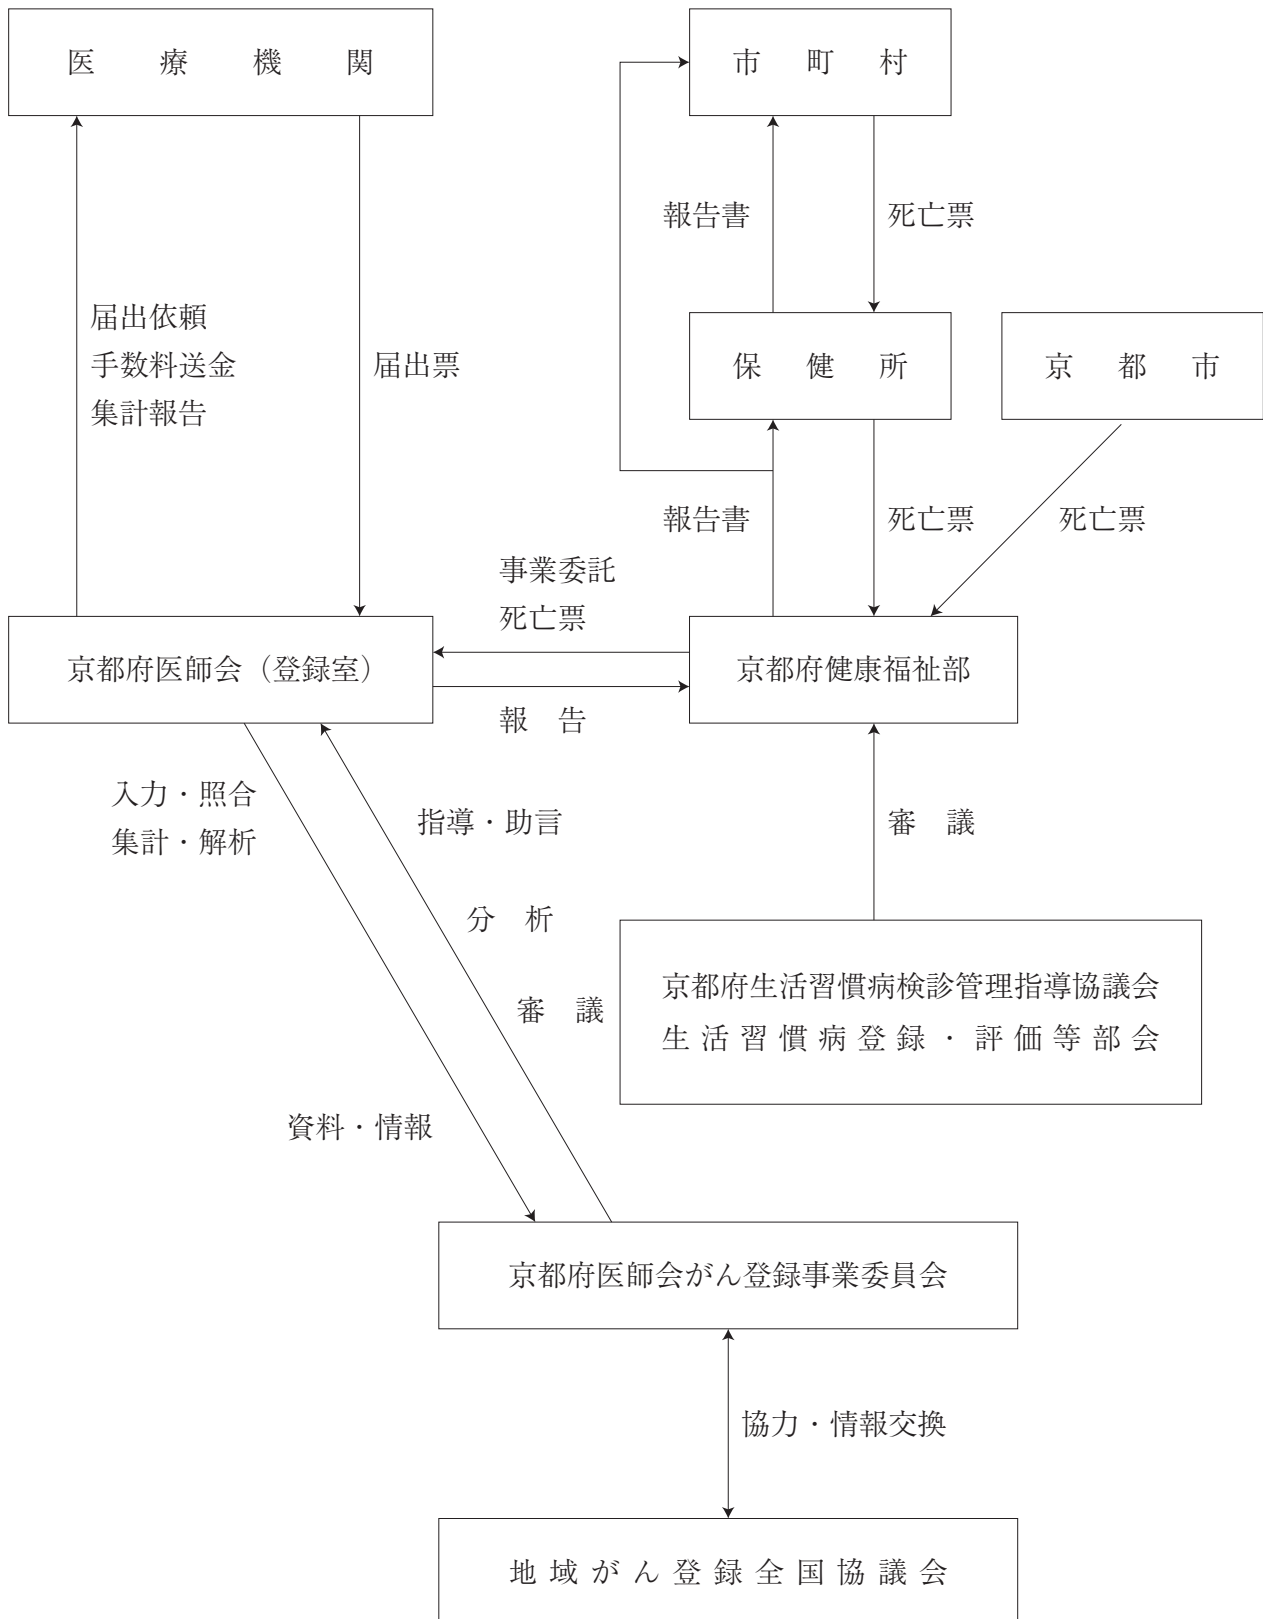 医療機関
市町村
報告書
死亡票
届出依頼
手数料送金
集計報告
届出票
保健所
京都市
報告書
死亡票
死亡票
事業委託
死亡票
京都府医師会（登録室）
京都府健康福祉部
報告
入力・照合
集計・解析
指導・助言
審議
分析
審議
京都府生活習慣病検診管理指導協議会
生活習慣病登録・評価等部会
資料・情報
京都府医師会がん登録事業委員会
協力・情報交換
地域がん登録全国協議会